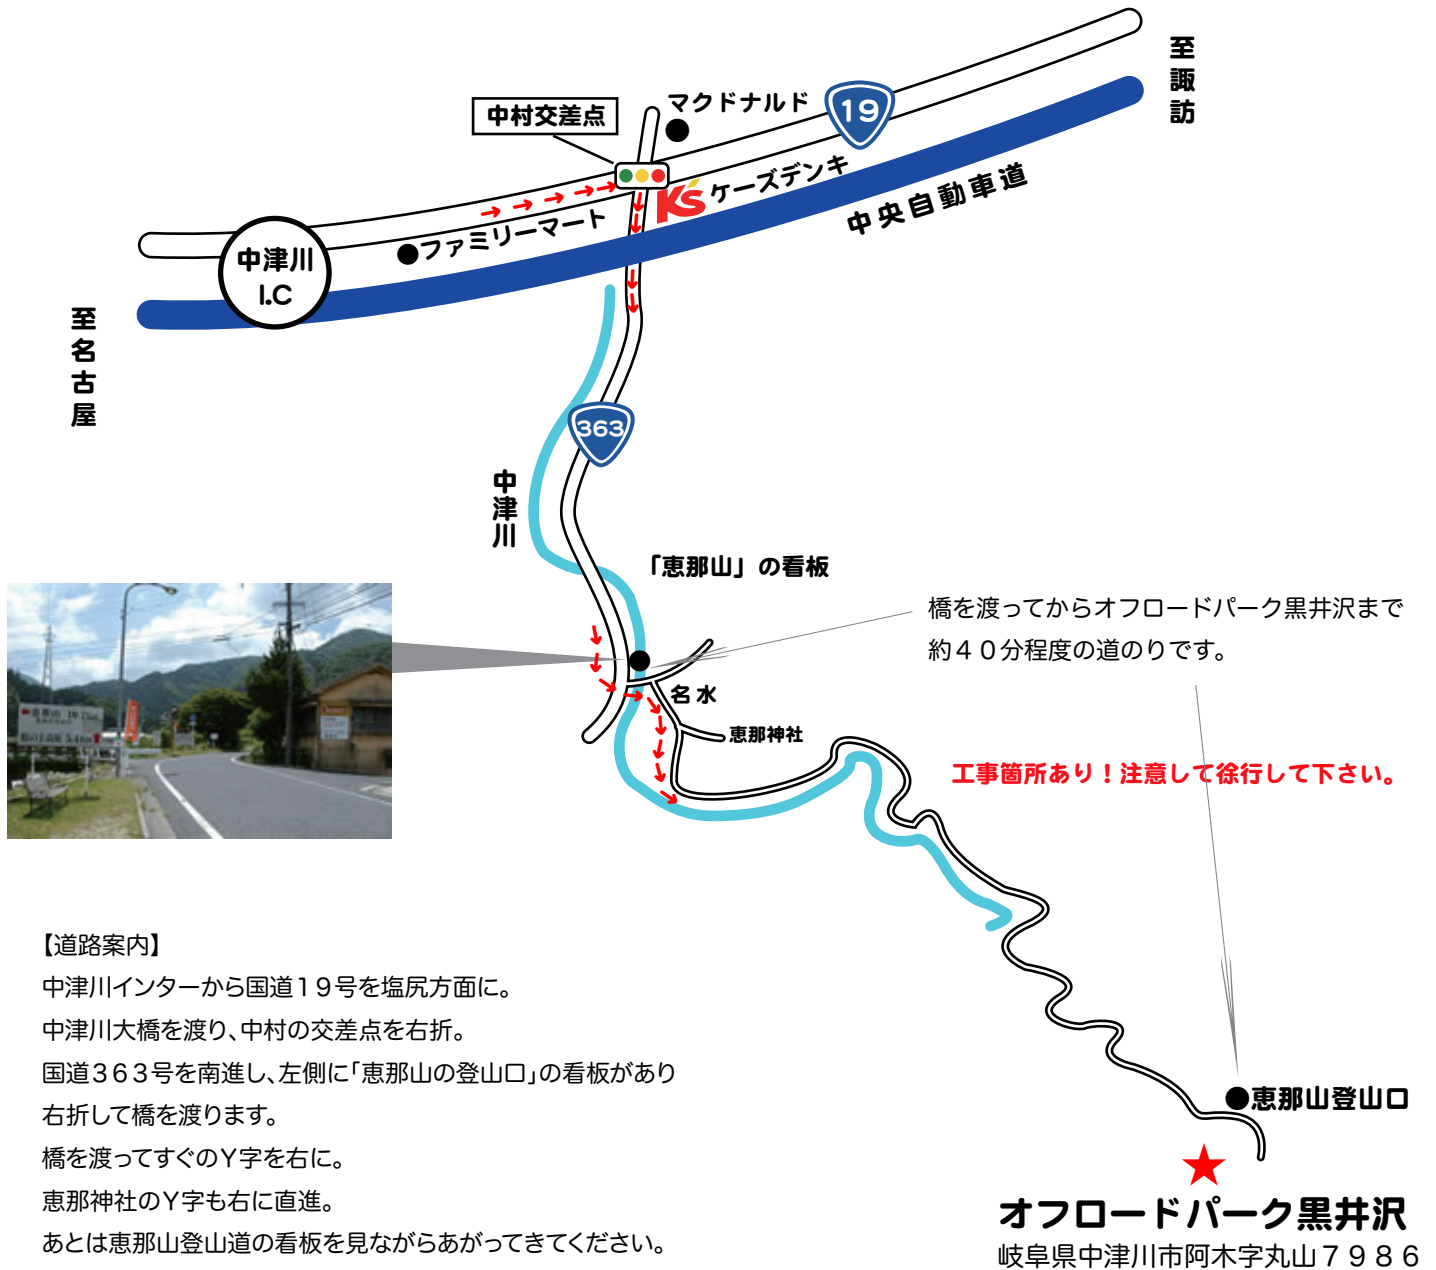 至諏訪
マクドナルド
19
中村交差点
K's ケーズデンキ
中央自動車道
ファミリーマート
中津川
I.C
至名古屋
363
中津川
「恵那山」の看板
橋を渡ってからオフロードパーク黒井沢まで
約４０分程度の道のりです。
名水
恵那神社
工事箇所あり！注意して徐行して下さい。
恵那山
【道路案内】
中津川インターから国道１９号を塩尻方面に。
中津川大橋を渡り、中村の交差点を右折。
国道３６３号を南進し、左側に「恵那山の登山口」の看板があり
右折して橋を渡ります。
橋を渡ってすぐのＹ字を右に。
恵那神社のＹ字も右に直進。
あとは恵那山登山道の看板を見ながらあがってきてください。
恵那山登山口
オフロードパーク黒井沢
岐阜県中津川市阿木字丸山７９８６